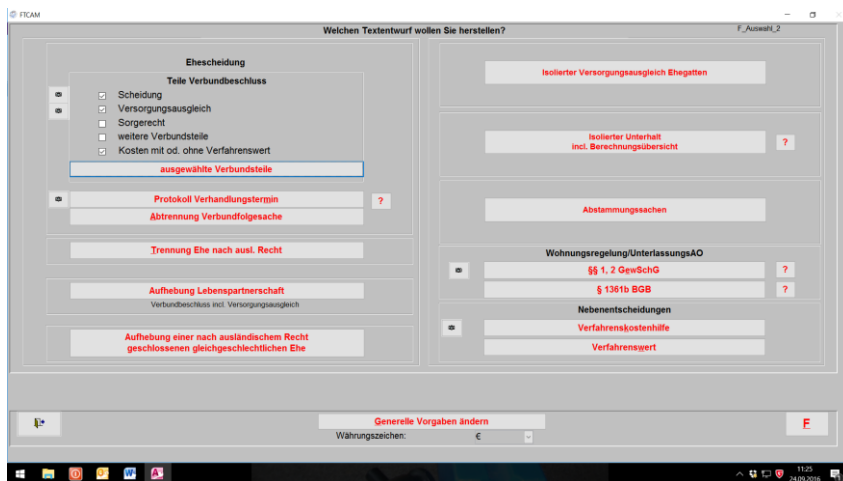 FTCAM
Welchen Textentwurf wollen Sie herstellen?
F_Auswahl_2
Ehescheidung
Teile Verbundbeschluss
Scheidung
Versorgungsausgleich
Sorgerecht
weitere Verbundsteile
Kosten mit od. ohne Verfahrenswert
ausgewählte Verbundsteile
Protokoll Verhandlungstermin
?
Abtrennung Verbundfolgesache
Trennung Ehe nach ausl. Recht
Aufhebung Lebenspartnerschaft
Verbundbeschluss incl. Versorgungsausgleich
Aufhebung einer nach ausländischem Recht
geschlossenen gleichgeschlechtlichen Ehe
Isolierter Versorgungsausgleich Ehegatten
Isolierter Unterhalt
incl. Berechnungsübersicht
?
Abstammungssachen
Wohnungsregelung/UnterlassungsAO
§§ 1, 2 GewSchG
?
§ 1361b BGB
?
Nebenentscheidungen
Verfahrenskostenhilfe
Verfahrenswert
Generelle Vorgaben ändern
Währungszeichen: €
F
11:25
24.09.2016